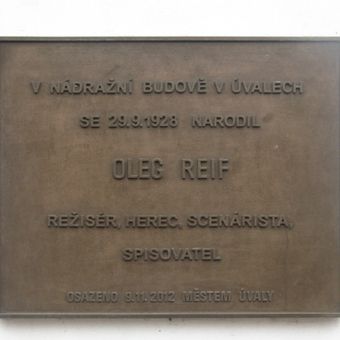 V NÁDRAŽNÍ BUDOVĚ V ÚVALECH
SE 29.9.1928 NARODIL
OLEG REIF
REŽISÉR, HEREC, SCENÁRISTA,
SPISOVATEL
OSAZENO 9.11.2012 MĚSTEM ÚVALY